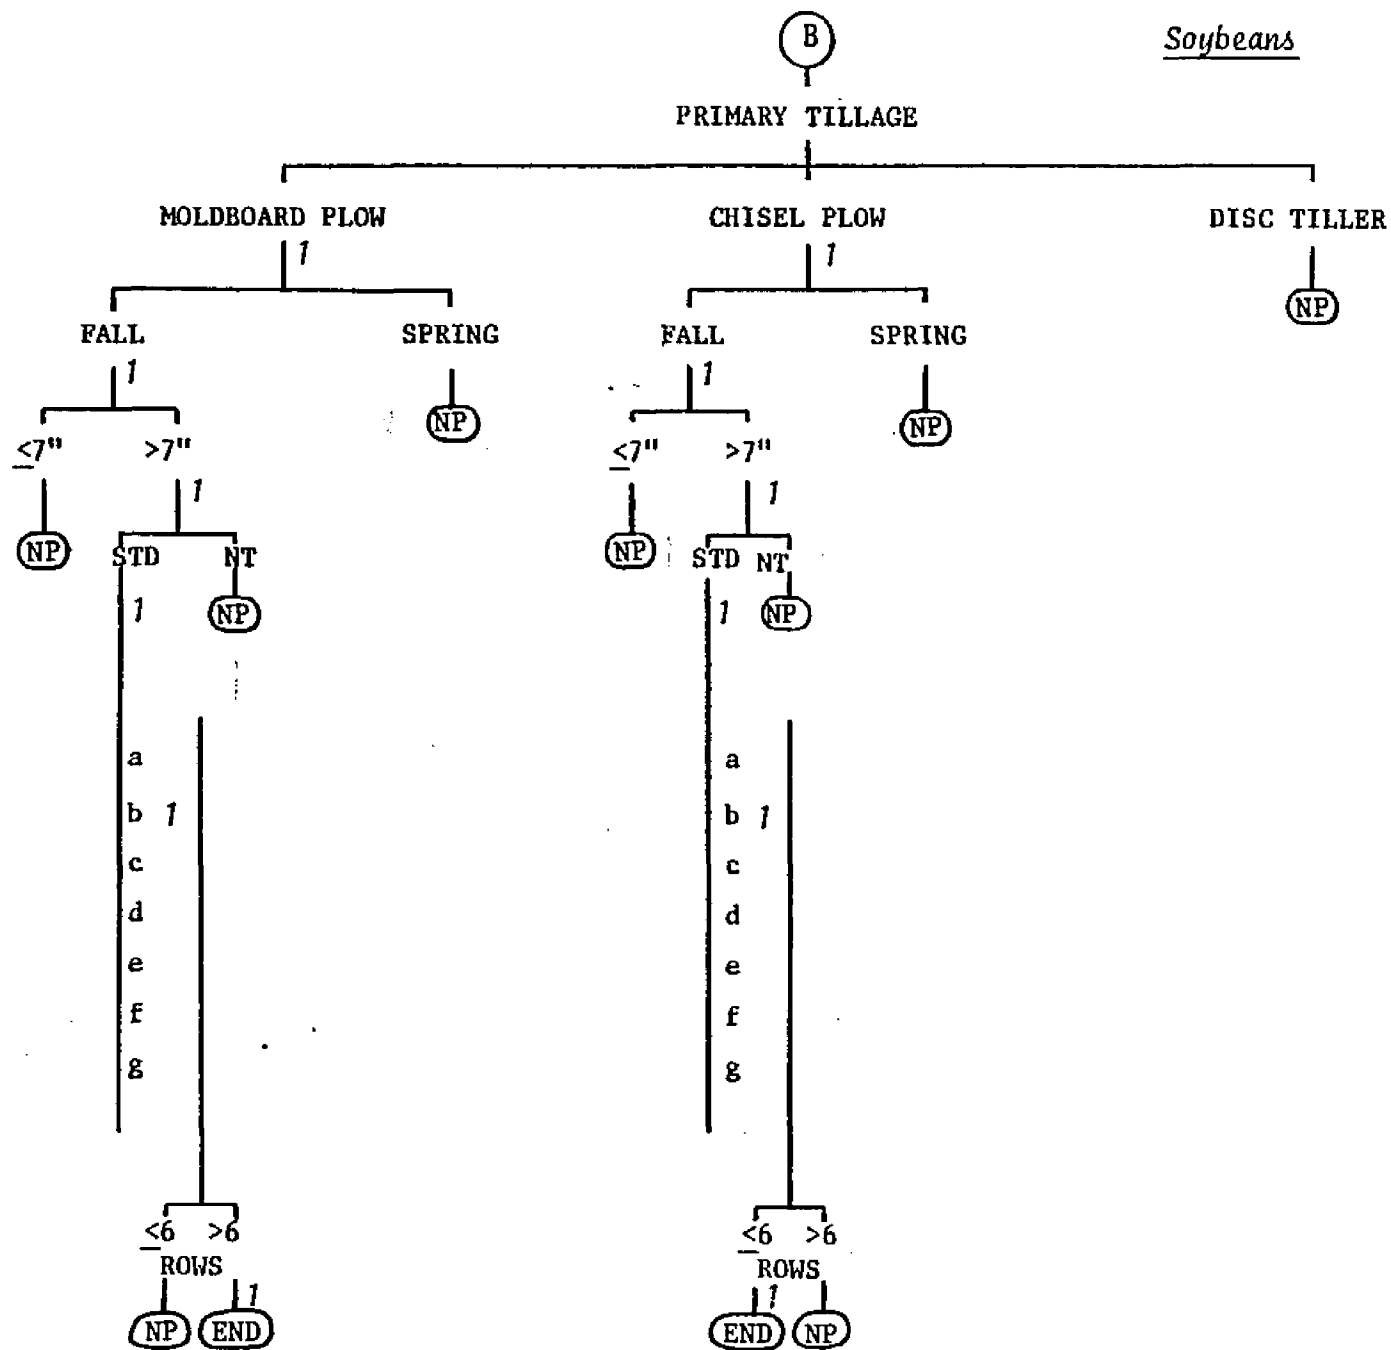 B
Soybeans
PRIMARY TILLAGE
MOLDBOARD PLOW CHISEL PLOW DISC TILLER
1 1
NP
FALL SPRING FALL SPRING
1 1
NP NP
<7" >7" <7" >7"
1 1
NP STD NT NP STD NT
1 NP 1 NP
a a
b 1 b 1
c c
d d
e e
f f
g g
<6 >6 <6 >6
ROWS ROWS
1 1
NP END END NP